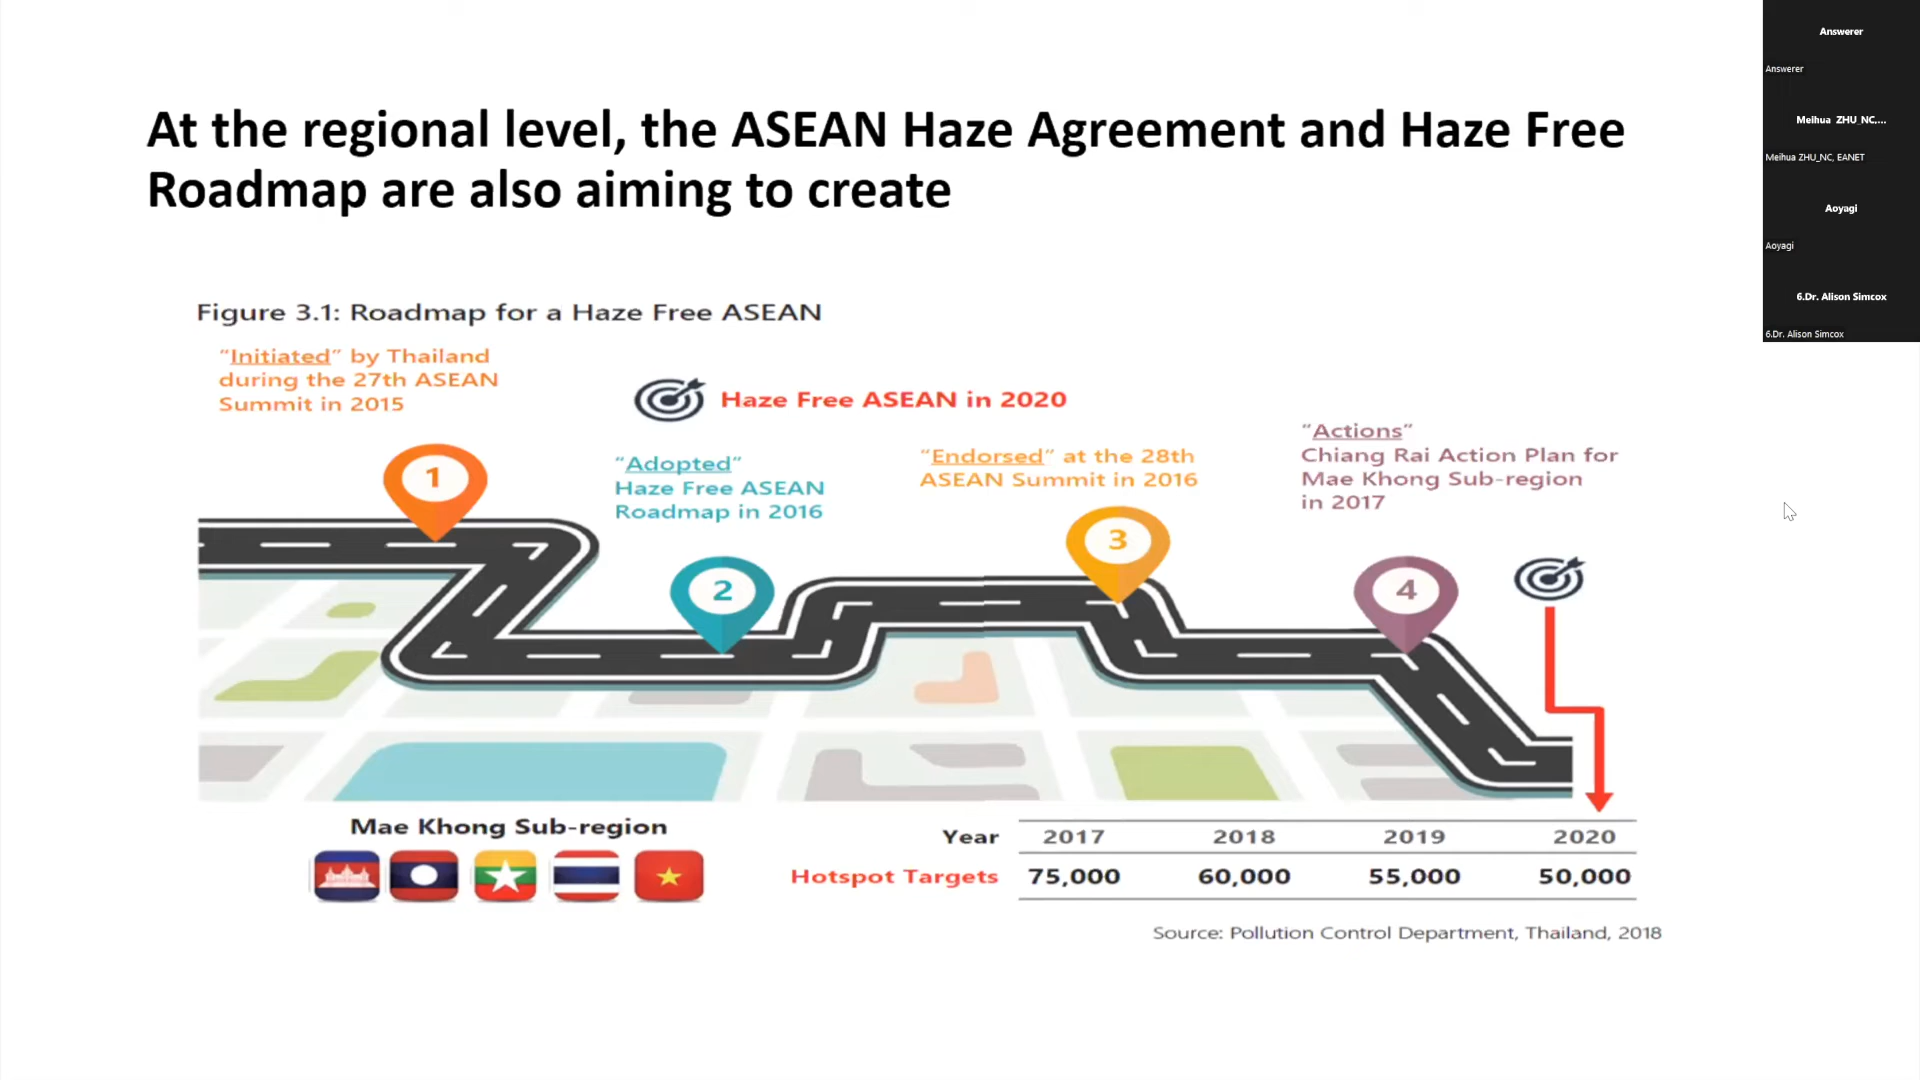 At the regional level, the ASEAN Haze Agreement and Haze Free
Roadmap are also aiming to create
Figure 3.1: Roadmap for a Haze Free ASEAN
“Initiated” by Thailand
during the 27th ASEAN
Summit in 2015
Haze Free ASEAN in 2020
“Adopted”
Haze Free ASEAN
Roadmap in 2016
“Endorsed” at the 28th
ASEAN Summit in 2016
“Actions”
Chiang Rai Action Plan for
Mae Khong Sub-region
in 2017
1
2
3
4
Mae Khong Sub-region
Year 2017 2018 2019 2020
Hotspot Targets 75,000 60,000 55,000 50,000
Source: Pollution Control Department, Thailand, 2018
Answerer
Answerer
Meihua ZHU_NC,...
Meihua ZHU_NC, EANET
Aoyagi
Aoyagi
6.Dr. Alison Simcox
6.Dr. Alison Simcox